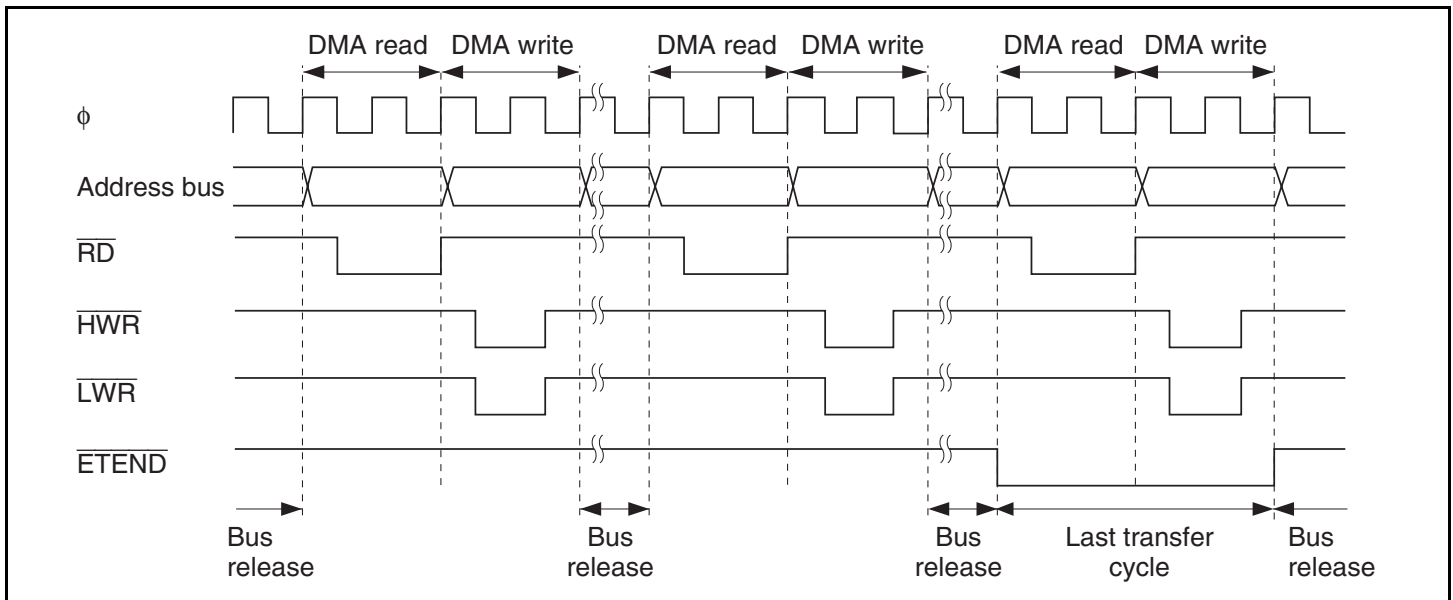 DMA read DMA write DMA read DMA write DMA read DMA write
ϕ
Address bus
RD
HWR
LWR
ETEND
Bus release
Bus release
Bus release
Last transfer cycle
Bus release